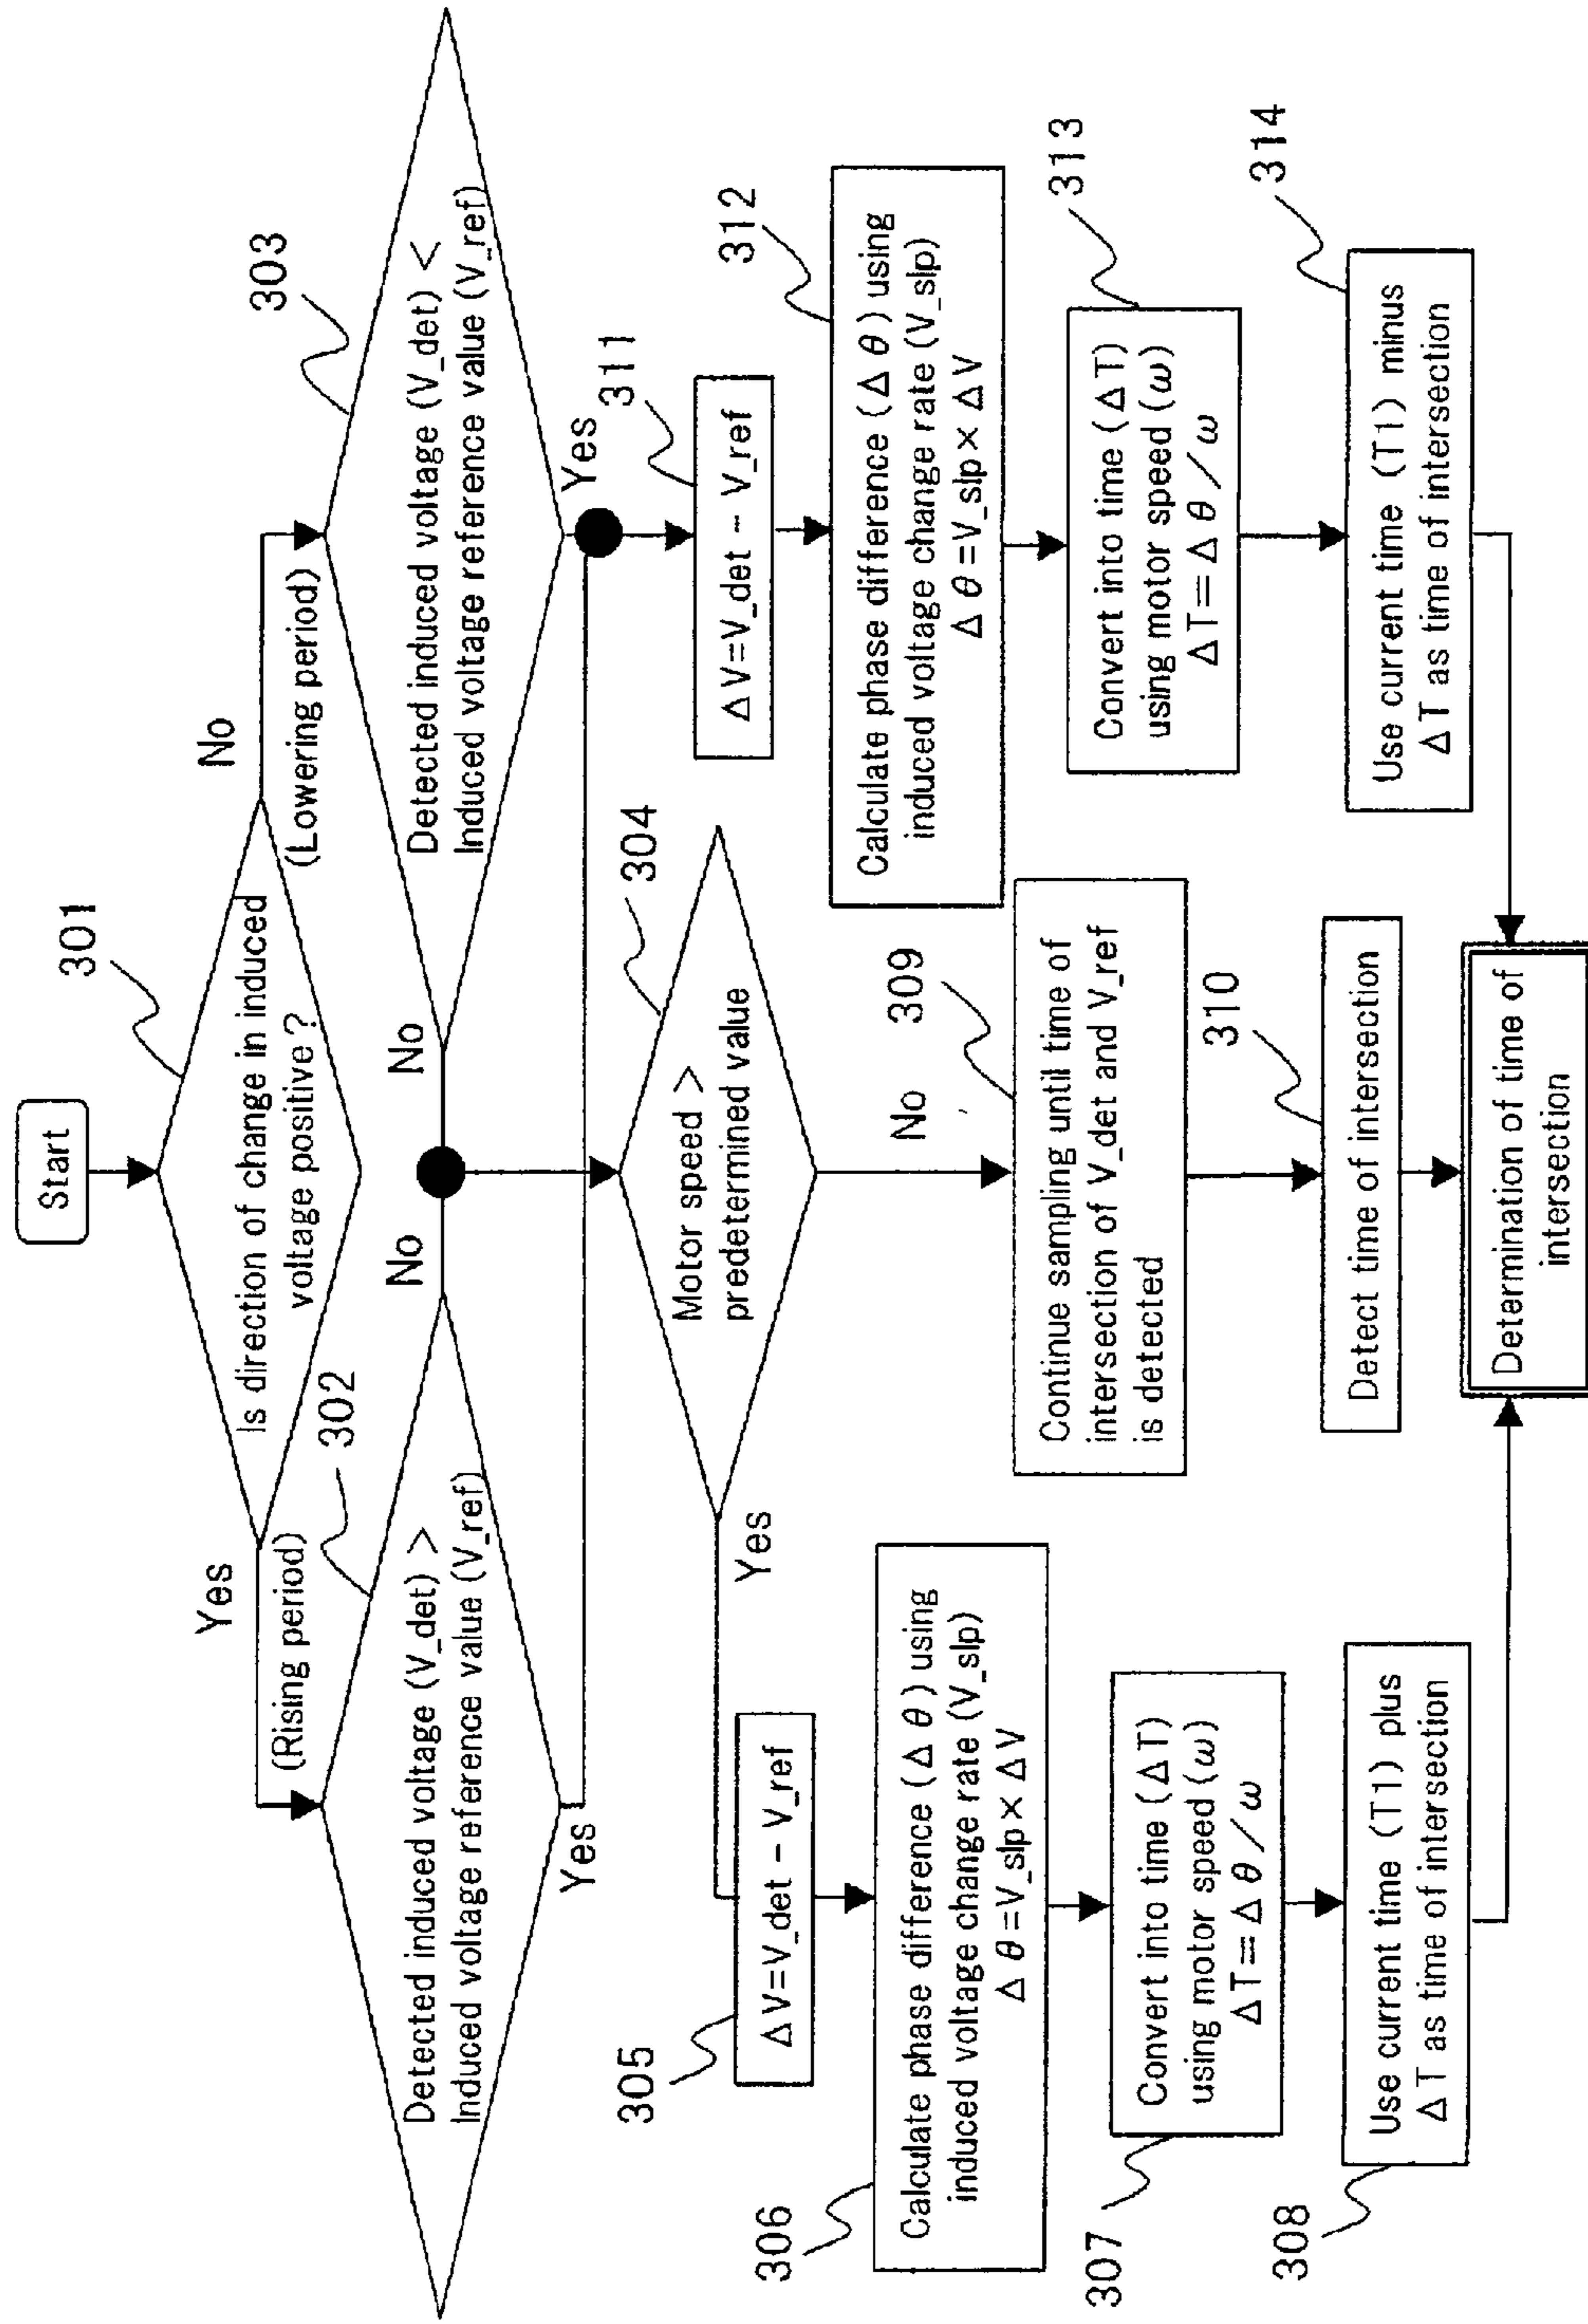 Start
301
Is direction of change in induced
voltage positive?
Yes
No
(Rising period)
(Lowering period)
302
303
Detected induced voltage (V_det) >
Induced voltage reference value (V_ref)
No
No
Detected induced voltage (V_det) <
Induced voltage reference value (V_ref)
Yes
Yes
304
Motor speed >
predetermined value
Yes
No
305
ΔV=V_det − V_ref
306
Calculate phase difference (Δθ) using
induced voltage change rate (V_slp)
Δθ=V_slp×ΔV
307
Convert into time (ΔT)
using motor speed (ω)
ΔT=Δθ/ω
308
Use current time (T1) plus
ΔT as time of intersection
309
Continue sampling until time of
intersection of V_det and V_ref
is detected
310
Detect time of intersection
311
ΔV=V_det − V_ref
312
Calculate phase difference (Δθ) using
induced voltage change rate (V_slp)
Δθ=V_slp×ΔV
313
Convert into time (ΔT)
using motor speed (ω)
ΔT=Δθ/ω
314
Use current time (T1) minus
ΔT as time of intersection
Determination of time of
intersection